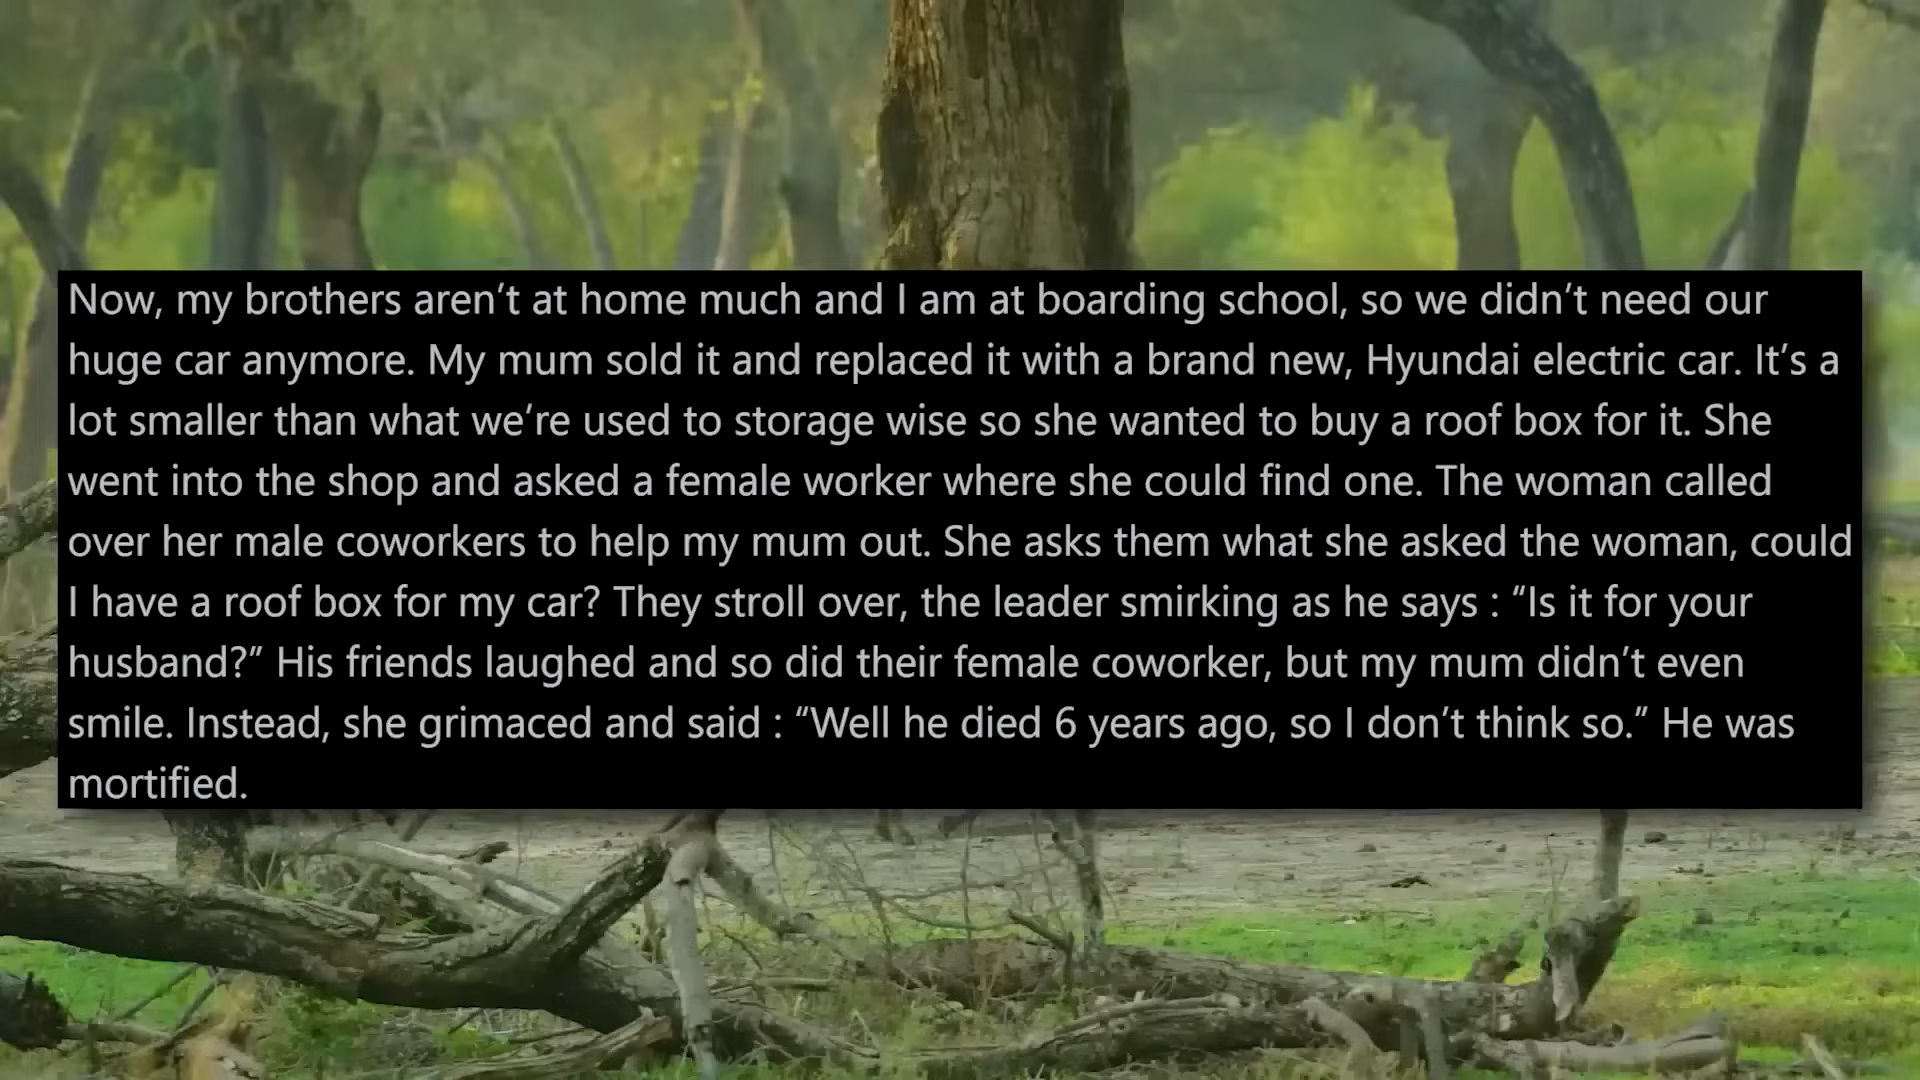 Now, my brothers aren’t at home much and I am at boarding school, so we didn’t need our
huge car anymore. My mum sold it and replaced it with a brand new, Hyundai electric car. It’s a
lot smaller than what we’re used to storage wise so she wanted to buy a roof box for it. She
went into the shop and asked a female worker where she could find one. The woman called
over her male coworkers to help my mum out. She asks them what she asked the woman, could
I have a roof box for my car? They stroll over, the leader smirking as he says : “Is it for your
husband?” His friends laughed and so did their female coworker, but my mum didn’t even
smile. Instead, she grimaced and said : “Well he died 6 years ago, so I don’t think so.” He was
mortified.